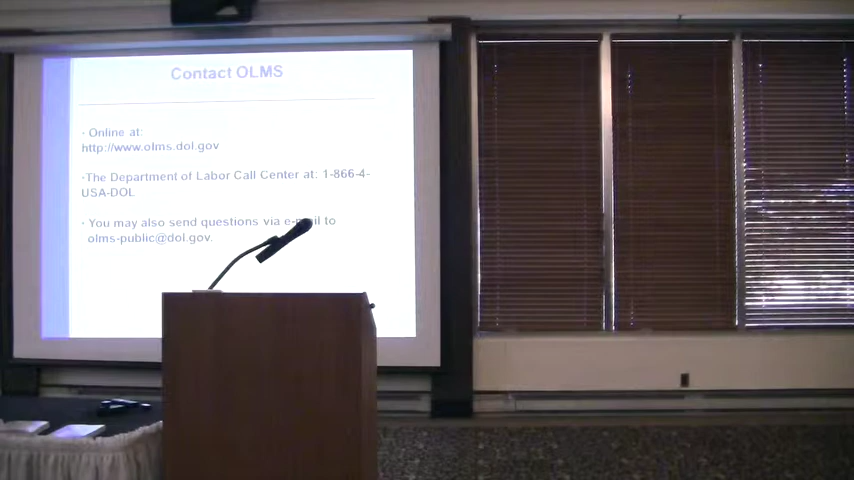 Contact OLMS
· Online at:
http://www.olms.dol.gov
·The Department of Labor Call Center at: 1-866-4-
USA-DOL
· You may also send questions via e-mail to
olms-public@dol.gov.